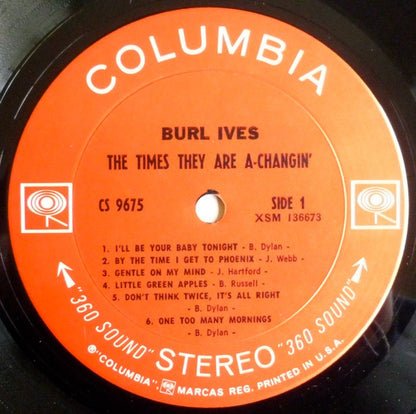 COLUMBIA
BURL IVES
THE TIMES THEY ARE A-CHANGIN'
CS 9675
SIDE 1
XSM 136673
1. I'LL BE YOUR BABY TONIGHT - B. Dylan -
2. BY THE TIME I GET TO PHOENIX - J. Webb -
3. GENTLE ON MY MIND - J. Hartford -
4. LITTLE GREEN APPLES - B. Russell -
5. DON'T THINK TWICE, IT'S ALL RIGHT
- B. Dylan -
6. ONE TOO MANY MORNINGS
- B. Dylan -
"360 SOUND" STEREO "360 SOUND"
℗"COLUMBIA", MARCAS REG. PRINTED IN U.S.A.